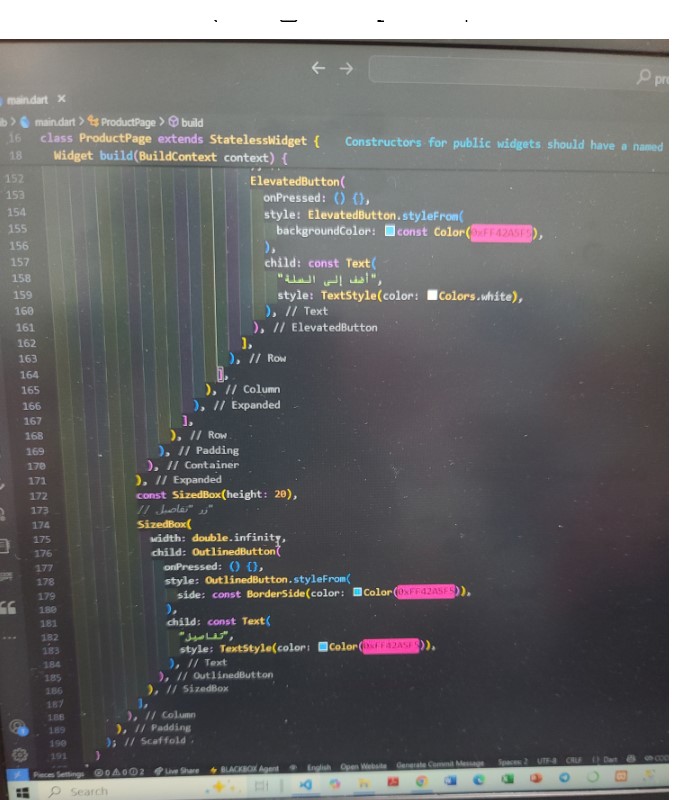 main.dart ×
main.dart > ProductPage > build
16 class ProductPage extends StatelessWidget { Constructors for public widgets should have a named
18 Widget build(BuildContext context) {
152 ElevatedButton(
153 onPressed: () {},
154 style: ElevatedButton.styleFrom(
155 backgroundColor: const Color(0xFF42A5F5),
156 ),
157 child: const Text(
158 "أضف إلى السلة",
159 style: TextStyle(color: Colors.white),
160 ), // Text
161 ), // ElevatedButton
162 ],
163 ), // Row
164 ],
165 ), // Column
166 ), // Expanded
167 ],
168 ), // Row
169 ), // Padding
170 ), // Container
171 ), // Expanded
172 const SizedBox(height: 20),
173 // زر "تفاصيل"
174 SizedBox(
175 width: double.infinity,
176 child: OutlinedButton(
177 onPressed: () {},
178 style: OutlinedButton.styleFrom(
179 side: const BorderSide(color: Color(0xFF42A5F5)),
180 ),
181 child: const Text(
182 "تفاصيل",
183 style: TextStyle(color: Color(0xFF42A5F5)),
184 ), // Text
185 ), // OutlinedButton
186 ), // SizedBox
187 ],
188 ), // Column
189 ), // Padding
190 ); // Scaffold
191 }
Pieces Settings 0 0 2 Live Share BLACKBOX Agent English Open Website Generate Commit Message Spaces: 2 UTF-8 CRLF {} Dart
Search